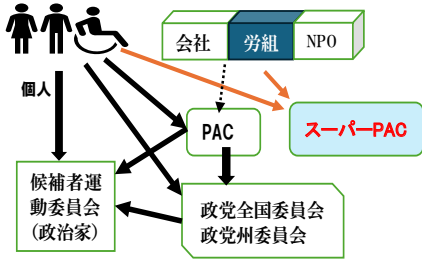 会社
労組
NPO
個人
PAC
スーパーPAC
候補者運
動委員会
(政治家)
政党全国委員会
政党州委員会